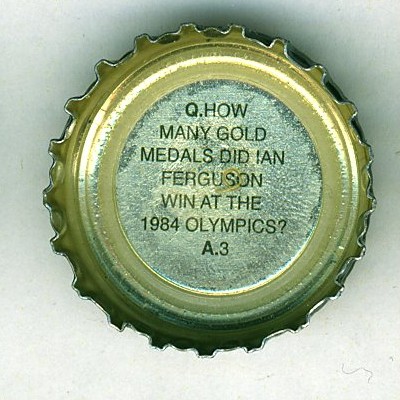 Q.HOW
MANY GOLD
MEDALS DID IAN
FERGUSON
WIN AT THE
1984 OLYMPICS?
A.3